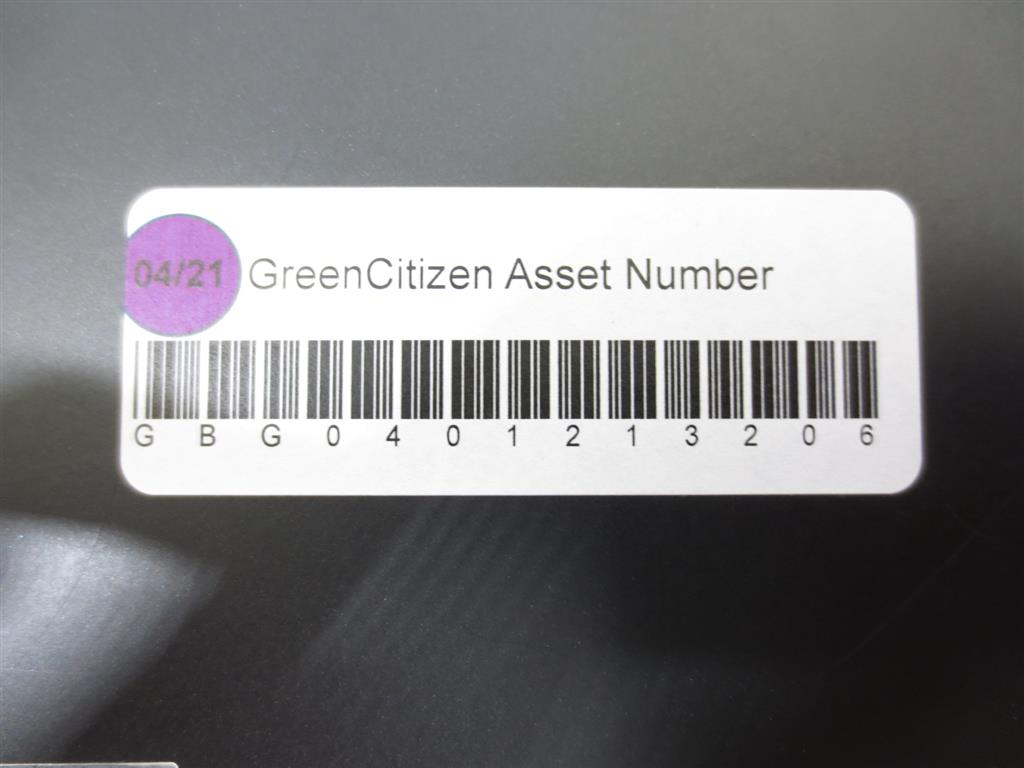 04/21 GreenCitizen Asset Number
G B G 0 4 0 1 2 1 3 2 0 6